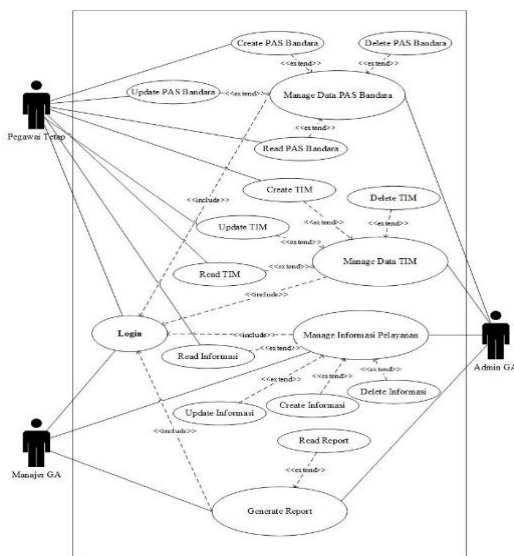 Create PAS Bandara
Delete PAS Bandara
<<extend>>
<<extend>>
Update PAS Bandara
<<extend>>
Manage Data PAS Bandara
Pegawai Tetap
<<extend>>
Read PAS Bandara
Create TIM
<<include>>
Delete TIM
Update TIM
<<extend>>
<<extend>>
<<extend>>
Read TIM
<<extend>>
Manage Data TIM
<<include>>
Login
<<include>>
Manage Informasi Pelayanan
Read Informasi
<<extend>>
Admin GA
<<extend>>
<<extend>>
<<extend>>
Update Informasi
Create Informasi
Delete Informasi
<<include>>
Read Report
Manajer GA
<<extend>>
Generate Report